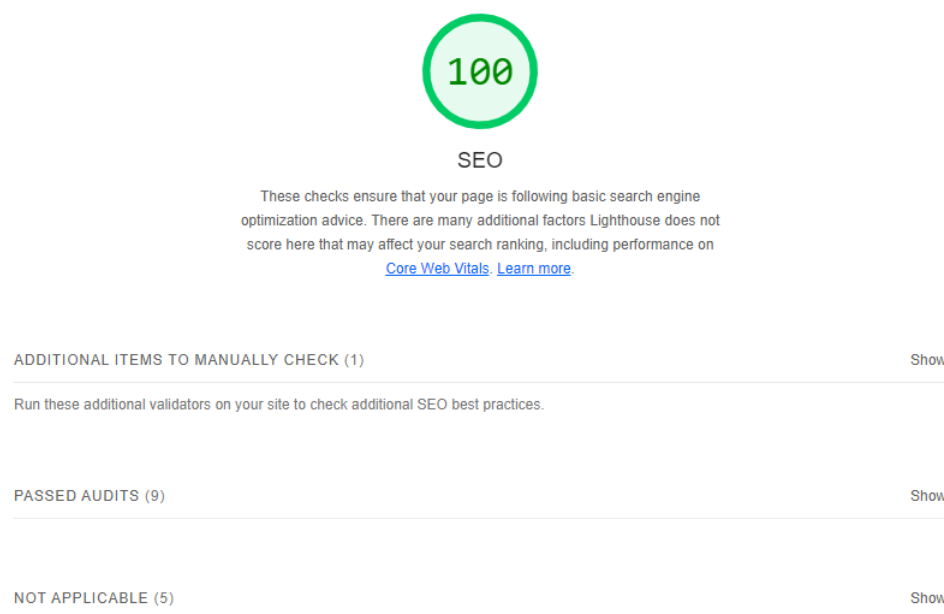 100
SEO
These checks ensure that your page is following basic search engine
optimization advice. There are many additional factors Lighthouse does not
score here that may affect your search ranking, including performance on
Core Web Vitals. Learn more.
ADDITIONAL ITEMS TO MANUALLY CHECK (1) Show
Run these additional validators on your site to check additional SEO best practices.
PASSED AUDITS (9) Show
NOT APPLICABLE (5) Show